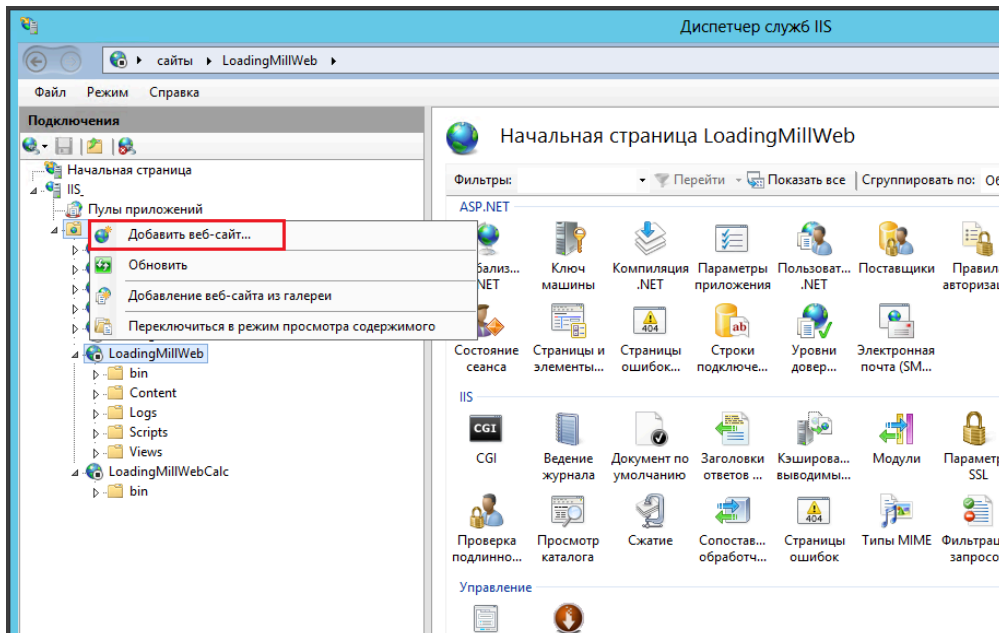 Диспетчер служб IIS
сайты LoadingMillWeb
Файл Режим Справка
Подключения
Начальная страница
IIS_
Пулы приложений
Добавить веб-сайт...
Обновить
Добавление веб-сайта из галереи
Переключиться в режим просмотра содержимого
LoadingMillWeb
bin
Content
Logs
Scripts
Views
LoadingMillWebCalc
bin
Начальная страница LoadingMillWeb
Фильтры: Перейти Показать все Сгруппировать по:
ASP.NET
Ключ Компиляция Параметры Пользоват... Поставщики
NET машины .NET приложения .NET
Состояние Страницы и Страницы Строки Уровни Электронная
сеанса элементы... ошибок... подключе... довер... почта (SM...
IIS
CGI
CGI Ведение Документ по Заголовки Кэширова... Модули
журнала умолчанию ответов ... выводимы... SSL
404
Проверка Просмотр Сжатие Сопостав... Страницы Типы MIME
подлинно... каталога обработч... ошибок
Управление